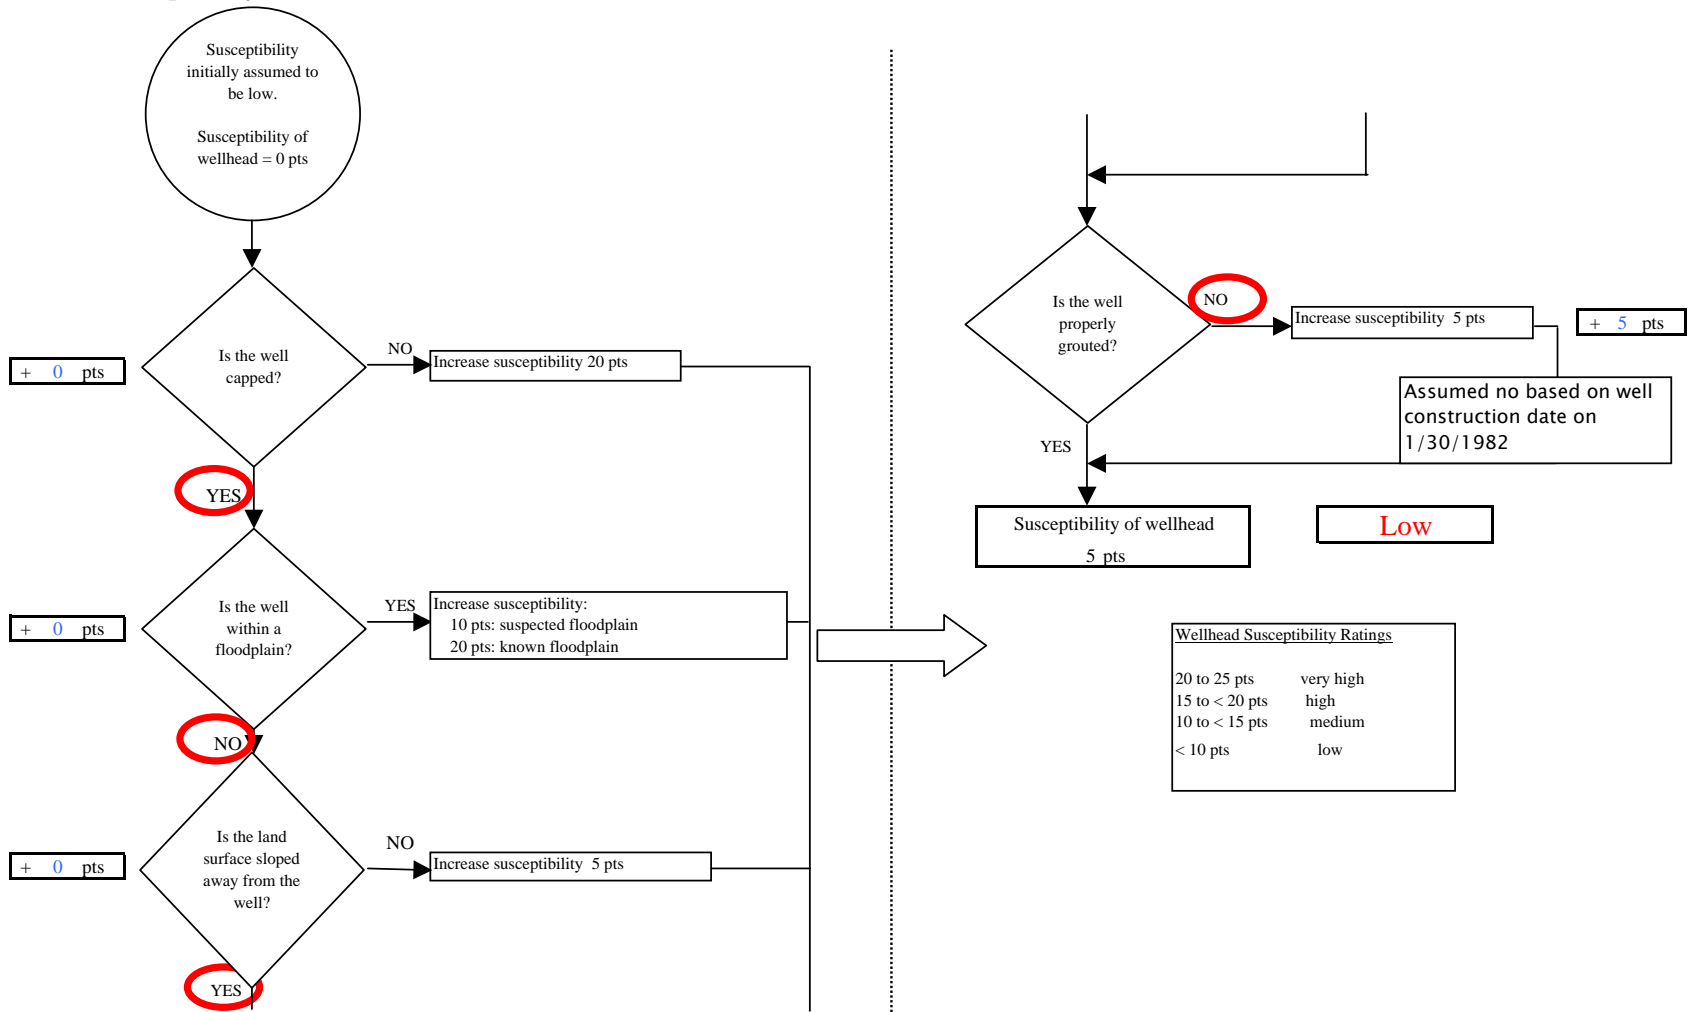 Susceptibility
initially assumed to
be low.
Susceptibility of
wellhead = 0 pts
Is the well
capped?
NO
Increase susceptibility 20 pts
+ 0 pts
YES
Is the well
within a
floodplain?
YES
Increase susceptibility:
10 pts: suspected floodplain
20 pts: known floodplain
+ 0 pts
NO
Is the land
surface sloped
away from the
well?
NO
Increase susceptibility 5 pts
+ 0 pts
YES
Is the well
properly
grouted?
NO
Increase susceptibility 5 pts
+ 5 pts
Assumed no based on well
construction date on
1/30/1982
YES
Susceptibility of wellhead
5 pts
Low
Wellhead Susceptibility Ratings
20 to 25 pts very high
15 to < 20 pts high
10 to < 15 pts medium
< 10 pts low